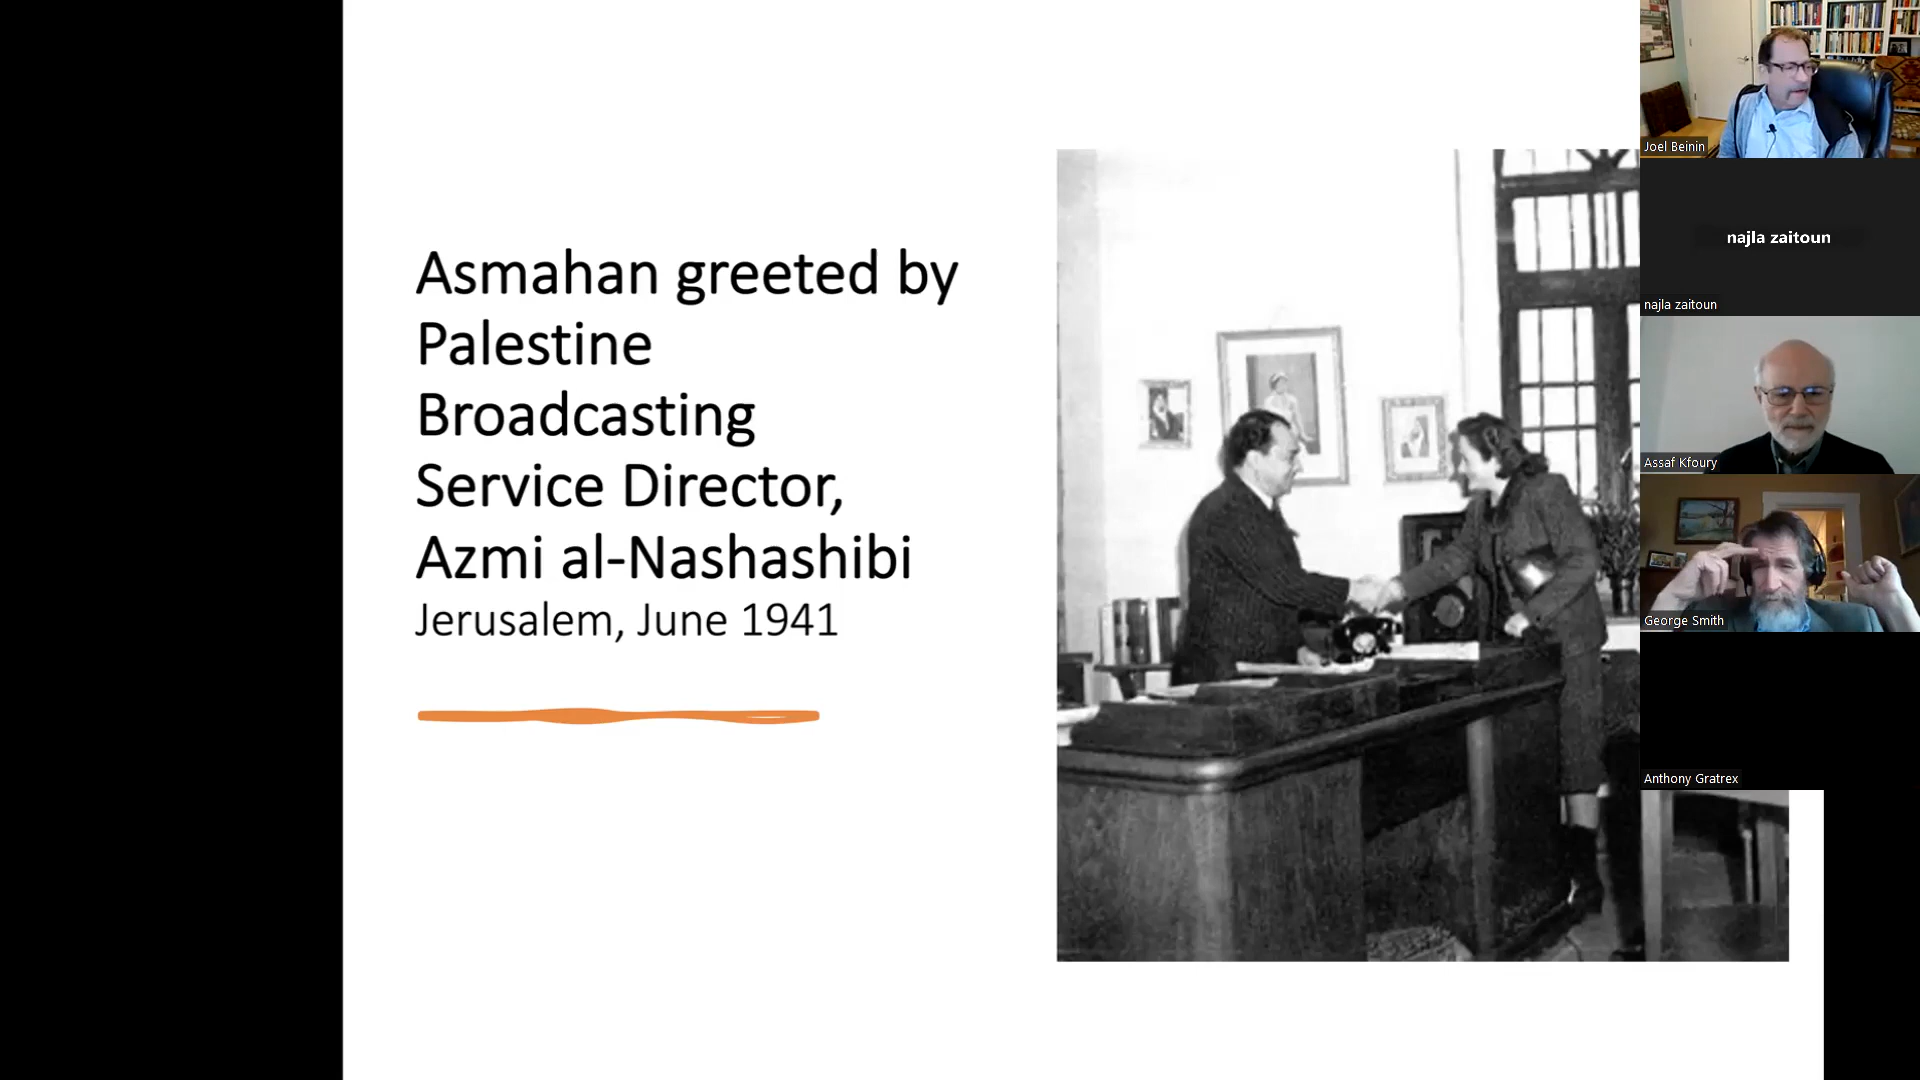 Asmahan greeted by
Palestine
Broadcasting
Service Director,
Azmi al-Nashashibi
Jerusalem, June 1941
Joel Beinin
najla zaitoun
najla zaitoun
Assaf Kfoury
George Smith
Anthony Gratrex